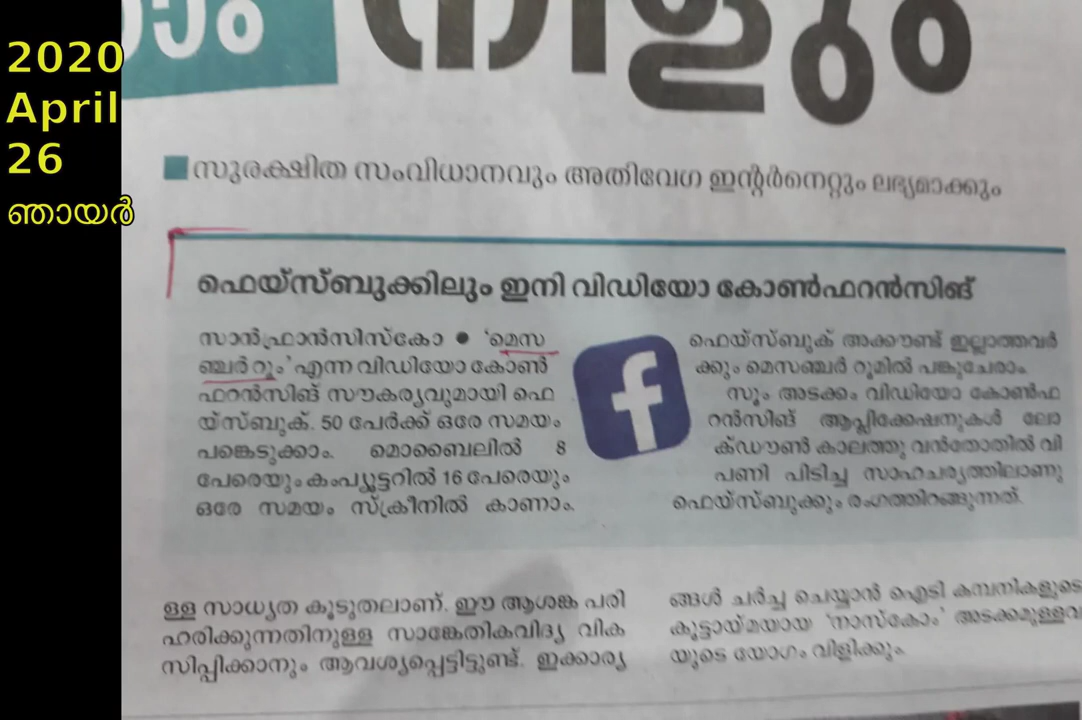 2020
April
26
ഞായർ
നിളും
■ സുരക്ഷിത സംവിധാനവും അതിവേഗ ഇന്റർനെറ്റും ലഭ്യമാക്കും
ഫെയ്സ്ബുക്കിലും ഇനി വിഡിയോ കോൺഫറൻസിങ്
സാൻഫ്രാൻസിസ്കോ ● ‘മെസ
ഞ്ചർ റൂം’ എന്ന വിഡിയോ കോൺ
ഫറൻസിങ് സൗകര്യവുമായി ഫെ
യ്സ്ബുക്. 50 പേർക്ക് ഒരേ സമയം
പങ്കെടുക്കാം. മൊബൈലിൽ 8
പേരെയും കംപ്യൂട്ടറിൽ 16 പേരെയും
ഒരേ സമയം സ്ക്രീനിൽ കാണാം.
f
ഫെയ്സ്ബുക് അക്കൗണ്ട് ഇല്ലാത്തവർ
ക്കും മെസഞ്ചർ റൂമിൽ പങ്കുചേരാം.
സൂം അടക്കം വിഡിയോ കോൺഫ
റൻസിങ് ആപ്ലിക്കേഷനുകൾ ലോ
ക്ഡൗൺ കാലത്തു വൻതോതിൽ വി
പണി പിടിച്ച സാഹചര്യത്തിലാണു
ഫെയ്സ്ബുക്കും രംഗത്തിറങ്ങുന്നത്.
ള്ള സാധ്യത കൂടുതലാണ്. ഈ ആശങ്ക പരി
ഹരിക്കുന്നതിനുള്ള സാങ്കേതികവിദ്യ വിക
സിപ്പിക്കാനും ആവശ്യപ്പെട്ടിട്ടുണ്ട്. ഇക്കാര്യ
ങ്ങൾ ചർച്ച ചെയ്യാൻ ഐടി കമ്പനികളുടെ
കൂട്ടായ്മയായ ‘നാസ്കോം’ അടക്കമുള്ളവ
യുടെ യോഗം വിളിക്കും.